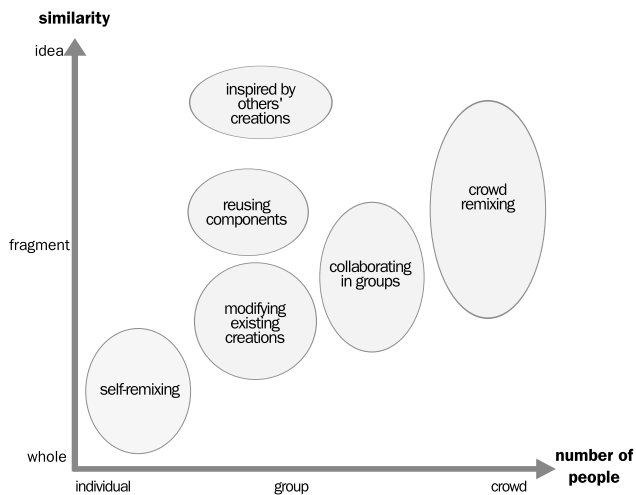 similarity
idea
inspired by
others'
creations
reusing
components
crowd
remixing
fragment
collaborating
in groups
modifying
existing
creations
self-remixing
whole
number of
people
individual
group
crowd